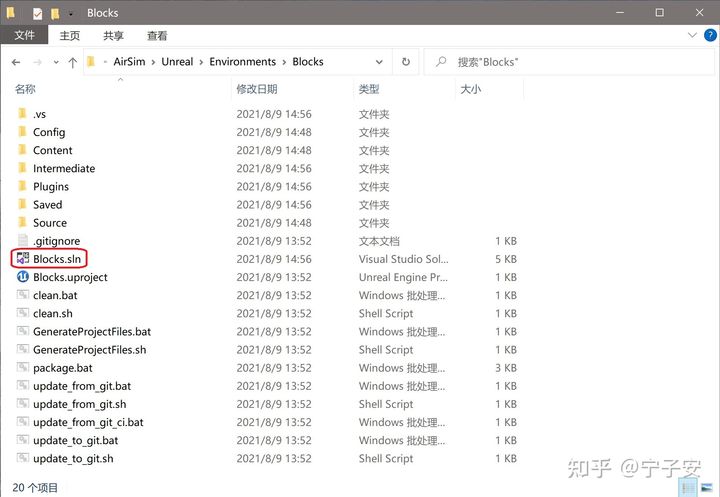 Blocks
文件 主页 共享 查看
AirSim Unreal Environments Blocks 搜索"Blocks"
名称 修改日期 类型 大小
.vs 2021/8/9 14:56 文件夹
Config 2021/8/9 14:48 文件夹
Content 2021/8/9 14:48 文件夹
Intermediate 2021/8/9 14:56 文件夹
Plugins 2021/8/9 14:56 文件夹
Saved 2021/8/9 14:56 文件夹
Source 2021/8/9 14:48 文件夹
.gitignore 2021/8/9 13:52 文本文档 1 KB
Blocks.sln 2021/8/9 14:56 Visual Studio Sol... 5 KB
Blocks.uproject 2021/8/9 13:52 Unreal Engine Pr... 1 KB
clean.bat 2021/8/9 13:52 Windows 批处理... 1 KB
clean.sh 2021/8/9 13:52 Shell Script 1 KB
GenerateProjectFiles.bat 2021/8/9 13:52 Windows 批处理... 1 KB
GenerateProjectFiles.sh 2021/8/9 13:52 Shell Script 1 KB
package.bat 2021/8/9 13:52 Windows 批处理... 3 KB
update_from_git.bat 2021/8/9 13:52 Windows 批处理... 1 KB
update_from_git.sh 2021/8/9 13:52 Shell Script 1 KB
update_from_git_ci.bat 2021/8/9 13:52 Windows 批处理... 1 KB
update_to_git.bat 2021/8/9 13:52 Windows 批处理... 1 KB
update_to_git.sh 2021/8/9 13:52 Shell Script 1 KB
知乎 @宁子安
20 个项目